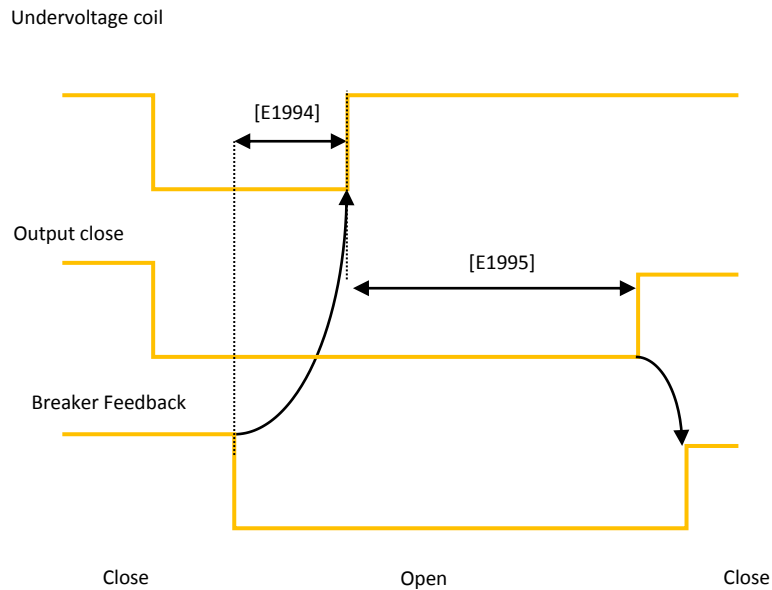 Undervoltage coil
[E1994]
Output close
[E1995]
Breaker Feedback
Close
Open
Close